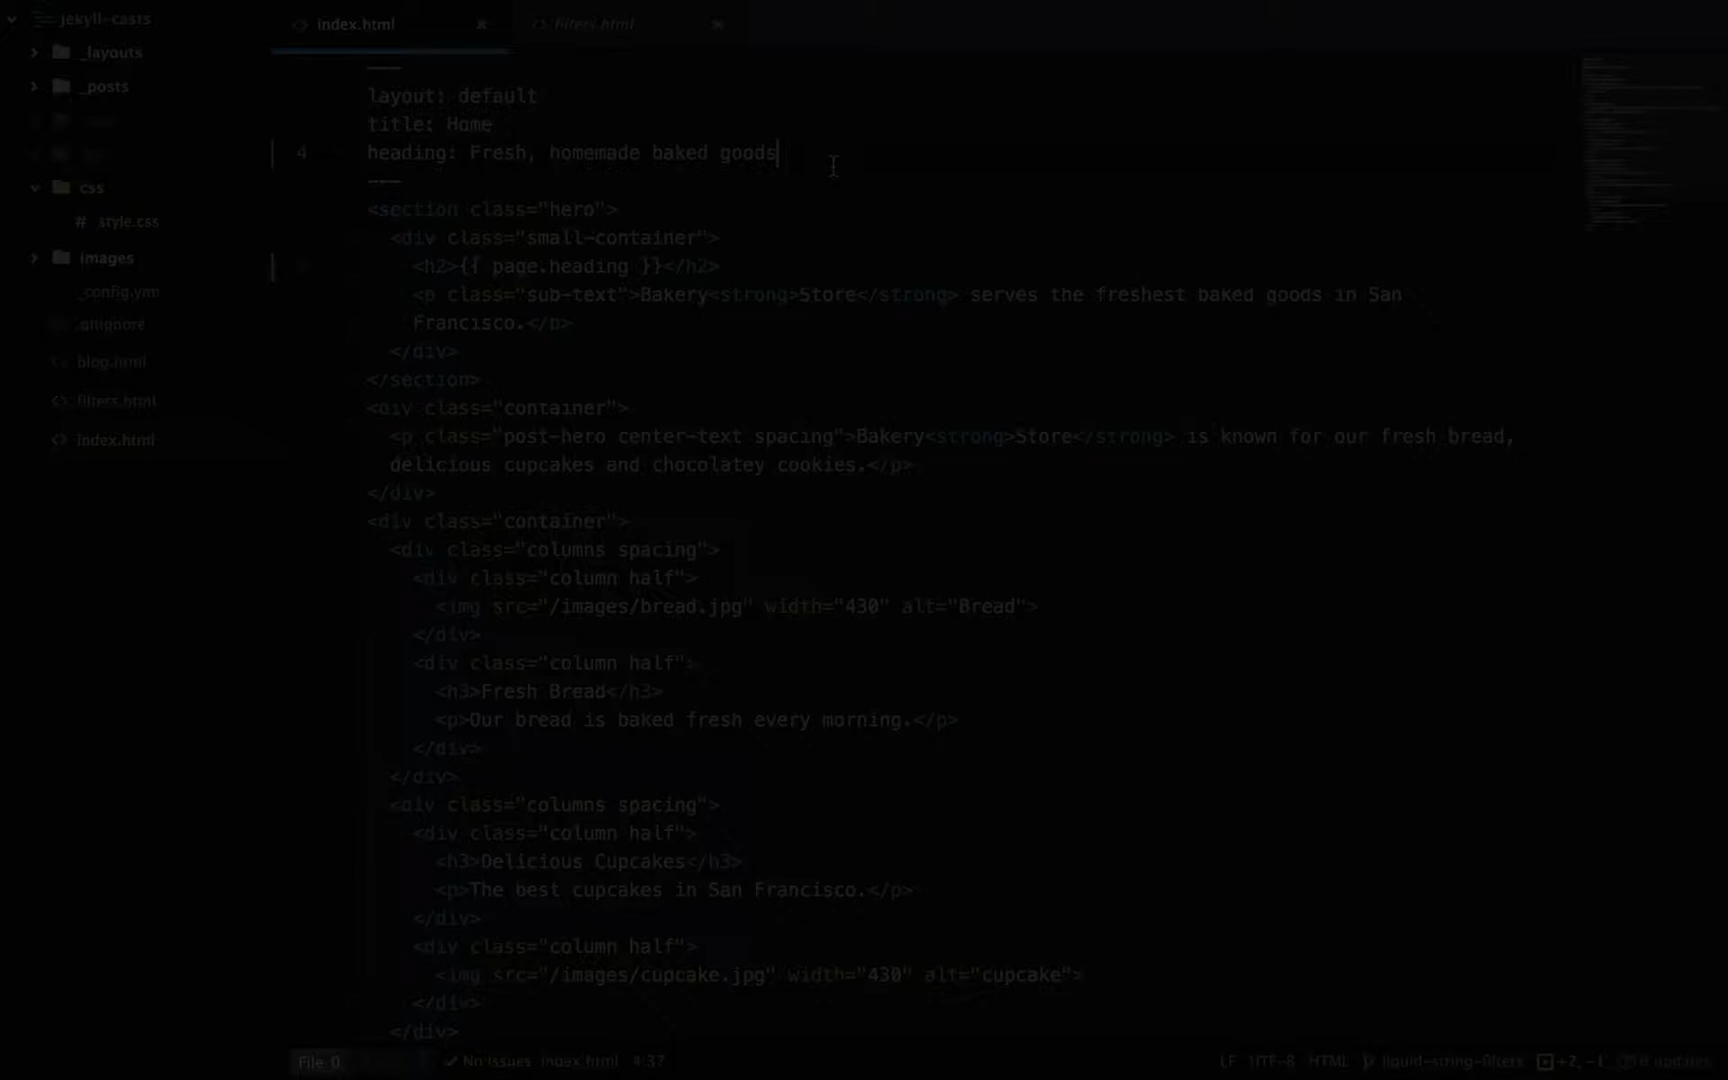 jekyll-casts
_layouts
_posts
css
# style.css
images
_config.yml
.gitignore
blog.html
filters.html
index.html
index.html
filters.html
---
layout: default
title: Home
4 heading: Fresh, homemade baked goods
---
<section class="hero">
<div class="small-container">
<h2>{{ page.heading }}</h2>
<p class="sub-text">Bakery<strong>Store</strong> serves the freshest baked goods in San
Francisco.</p>
</div>
</section>
<div class="container">
<p class="post-hero center-text spacing">Bakery<strong>Store</strong> is known for our fresh bread,
delicious cupcakes and chocolatey cookies.</p>
</div>
<div class="container">
<div class="columns spacing">
<div class="column half">
<img src="/images/bread.jpg" width="430" alt="Bread">
</div>
<div class="column half">
<h3>Fresh Bread</h3>
<p>Our bread is baked fresh every morning.</p>
</div>
</div>
<div class="columns spacing">
<div class="column half">
<h3>Delicious Cupcakes</h3>
<p>The best cupcakes in San Francisco.</p>
</div>
<div class="column half">
<img src="/images/cupcake.jpg" width="430" alt="cupcake">
</div>
</div>
File 0 No Issues index.html 4:37 LF UTF-8 HTML liquid-string-filters +2, -1 updates